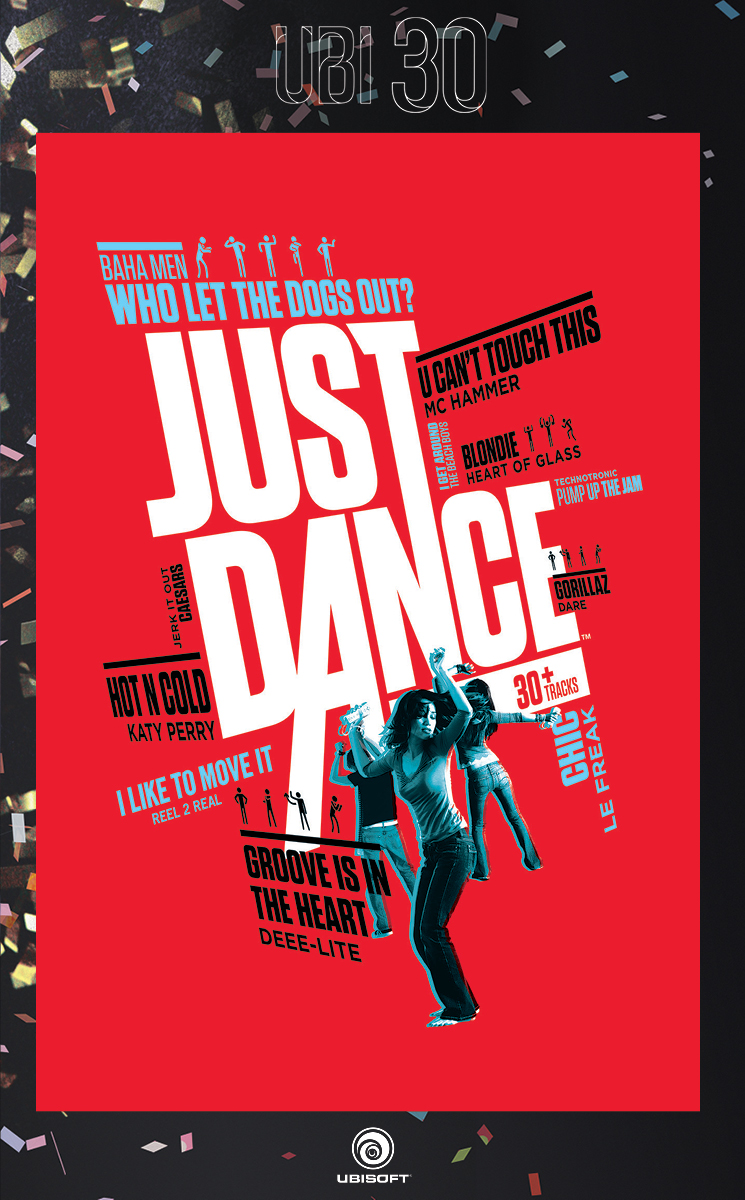 UBI 30
BAHA MEN
WHO LET THE DOGS OUT?
JUST
DANCE
TM
U CAN'T TOUCH THIS
MC HAMMER
I GET AROUND
THE BEACH BOYS
BLONDIE
HEART OF GLASS
TECHNOTRONIC
PUMP UP THE JAM
GORILLAZ
DARE
JERK IT OUT
CAESARS
HOT N COLD
KATY PERRY
30+
TRACKS
CHIC
LE FREAK
I LIKE TO MOVE IT
REEL 2 REAL
GROOVE IS IN
THE HEART
DEEE-LITE
UBISOFT